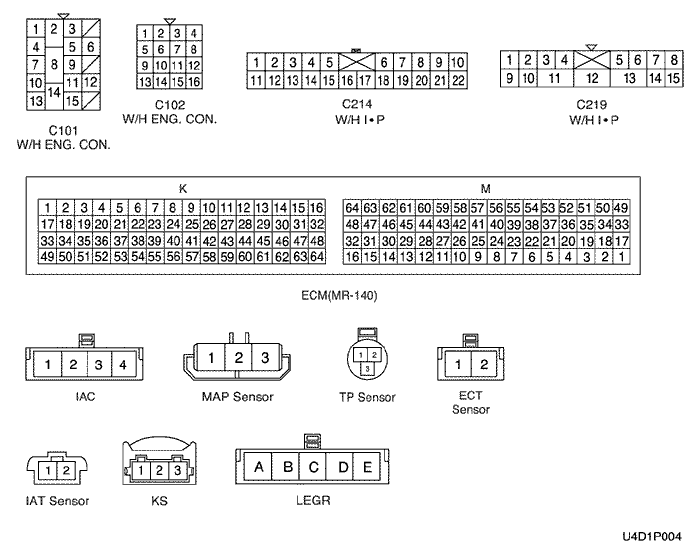 1 2 3
4 5 6
7 8 9
10 11 12
13 14 15
C101
W/H ENG. CON.
1 2 3 4
5 6 7 8
9 10 11 12
13 14 15 16
C102
W/H ENG. CON.
1 2 3 4 5 6 7 8 9 10
11 12 13 14 15 16 17 18 19 20 21 22
C214
W/H I•P
1 2 3 4 5 6 7 8
9 10 11 12 13 14 15
C219
W/H I•P
K
1 2 3 4 5 6 7 8 9 10 11 12 13 14 15 16
17 18 19 20 21 22 23 24 25 26 27 28 29 30 31 32
33 34 35 36 37 38 39 40 41 42 43 44 45 46 47 48
49 50 51 52 53 54 55 56 57 58 59 60 61 62 63 64
M
64 63 62 61 60 59 58 57 56 55 54 53 52 51 50 49
48 47 46 45 44 43 42 41 40 39 38 37 36 35 34 33
32 31 30 29 28 27 26 25 24 23 22 21 20 19 18 17
16 15 14 13 12 11 10 9 8 7 6 5 4 3 2 1
ECM(MR-140)
1 2 3 4
IAC
1 2 3
MAP Sensor
1 2
3
TP Sensor
1 2
ECT
Sensor
1 2
IAT Sensor
1 2 3
KS
A B C D E
LEGR
U4D1P004